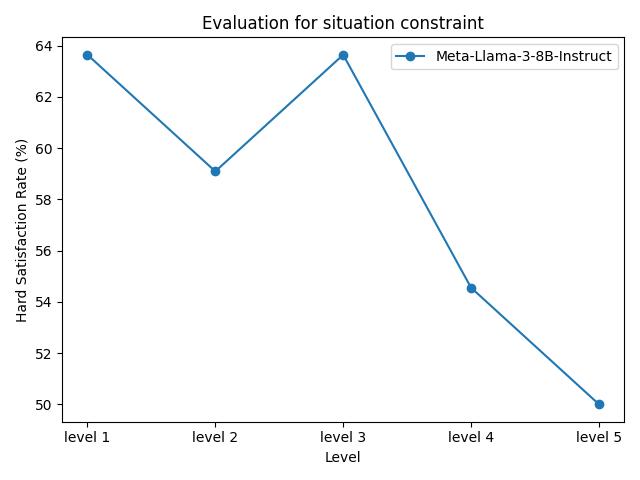 Evaluation for situation constraint
Meta-Llama-3-8B-Instruct
Hard Satisfaction Rate (%)
64
62
60
58
56
54
52
50
level 1
level 2
level 3
level 4
level 5
Level